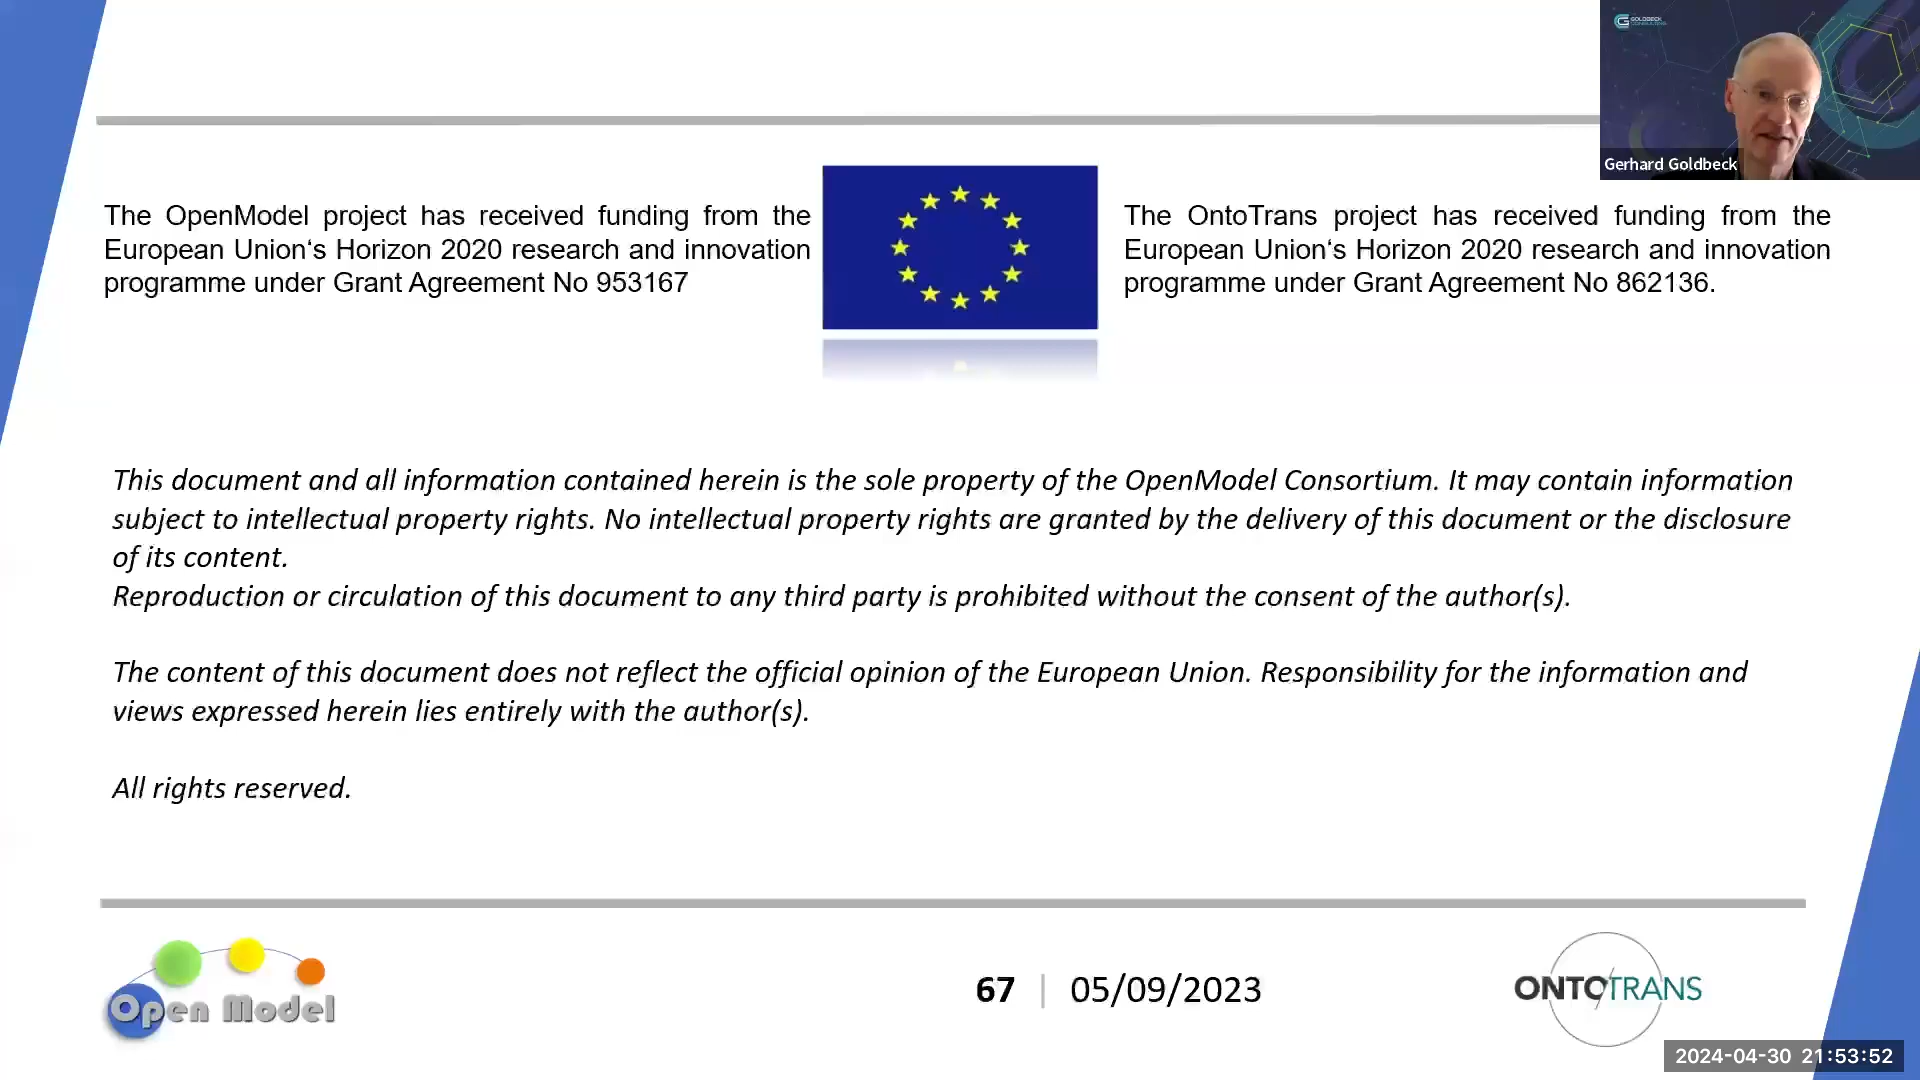 GOLDBECK
CONSULTING
Gerhard Goldbeck
The OpenModel project has received funding from the
European Union‘s Horizon 2020 research and innovation
programme under Grant Agreement No 953167
The OntoTrans project has received funding from the
European Union‘s Horizon 2020 research and innovation
programme under Grant Agreement No 862136.
This document and all information contained herein is the sole property of the OpenModel Consortium. It may contain information
subject to intellectual property rights. No intellectual property rights are granted by the delivery of this document or the disclosure
of its content.
Reproduction or circulation of this document to any third party is prohibited without the consent of the author(s).
The content of this document does not reflect the official opinion of the European Union. Responsibility for the information and
views expressed herein lies entirely with the author(s).
All rights reserved.
Open Model
67 | 05/09/2023
ONTOTRANS
2024-04-30 21:53:52